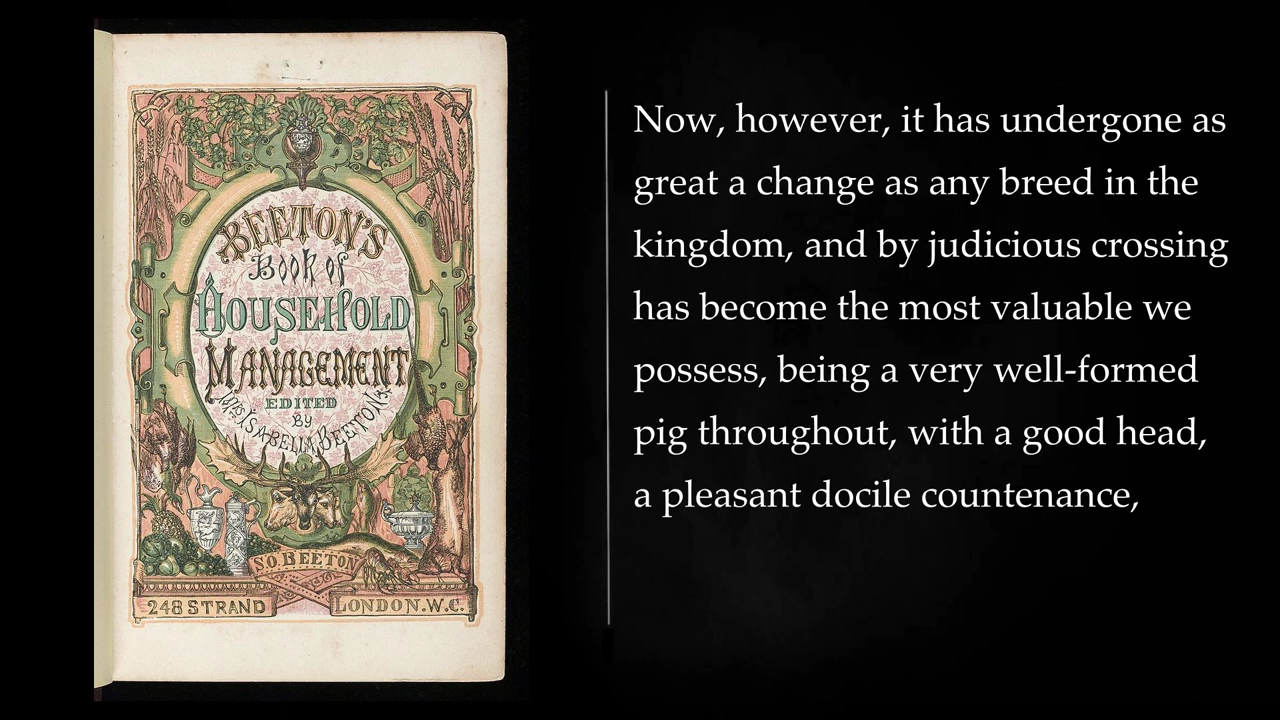 BEETON'S
Book of
HOUSEHOLD
MANAGEMENT
EDITED
BY
MRS. ISABELLA BEETON.
S.O. BEETON
248 STRAND
LONDON. W.C.
Now, however, it has undergone as
great a change as any breed in the
kingdom, and by judicious crossing
has become the most valuable we
possess, being a very well-formed
pig throughout, with a good head,
a pleasant docile countenance,